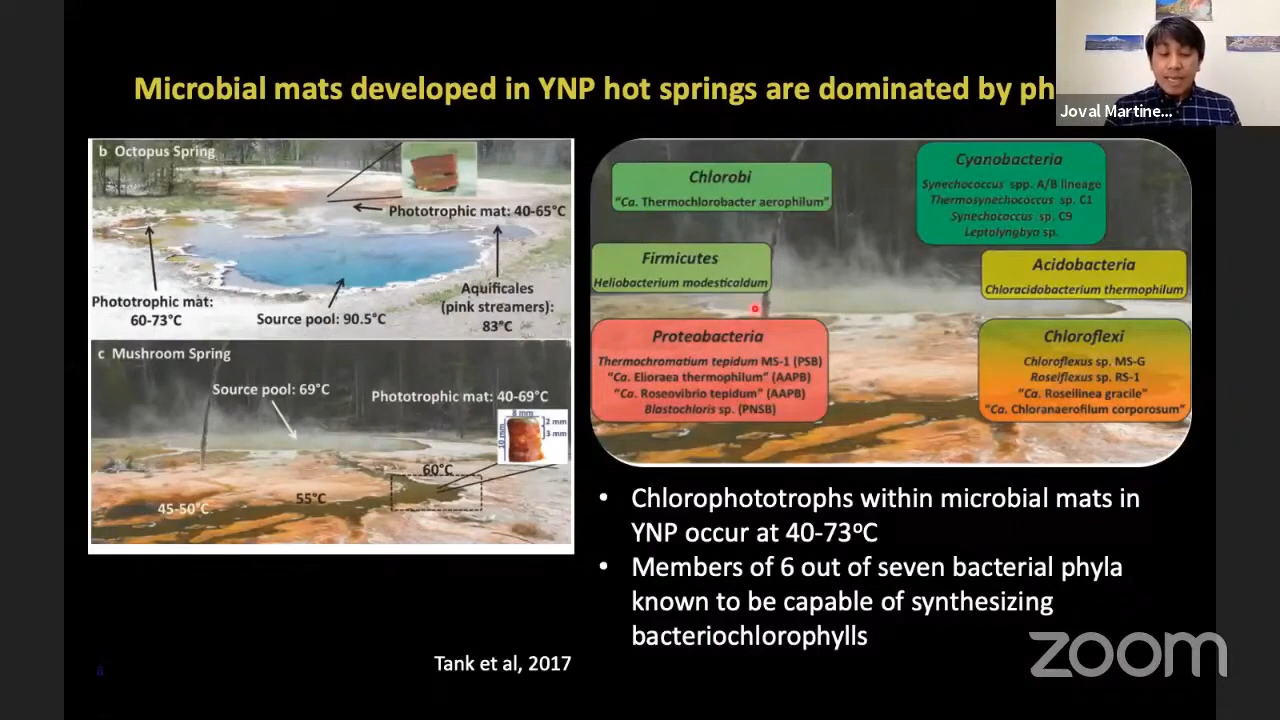 Microbial mats developed in YNP hot springs are dominated by ph
Joval Martine...
b Octopus Spring
Phototrophic mat: 40-65°C
Phototrophic mat:
60-73°C
Source pool: 90.5°C
Aquificales
(pink streamers):
83°C
c Mushroom Spring
Source pool: 69°C
Phototrophic mat: 40-69°C
8 mm
10 mm
2 mm
3 mm
60°C
55°C
45-50°C
Chlorobi
"Ca. Thermochlorobacter aerophilum"
Cyanobacteria
Synechococcus spp. A/B lineage
Thermosynechococcus sp. C1
Synechococcus sp. C9
Leptolyngbya sp.
Firmicutes
Heliobacterium modesticaldum
Acidobacteria
Chloracidobacterium thermophilum
Proteobacteria
Thermochromatium tepidum MS-1 (PSB)
"Ca. Elioraea thermophilum" (AAPB)
"Ca. Roseovibrio tepidum" (AAPB)
Blastochloris sp. (PNSB)
Chloroflexi
Chloroflexus sp. MS-G
Roseiflexus sp. RS-1
"Ca. Roseilinea gracile"
"Ca. Chloranaerofilum corporosum"
• Chlorophototrophs within microbial mats in
YNP occur at 40-73ºC
• Members of 6 out of seven bacterial phyla
known to be capable of synthesizing
bacteriochlorophylls
Tank et al, 2017
8
zoom